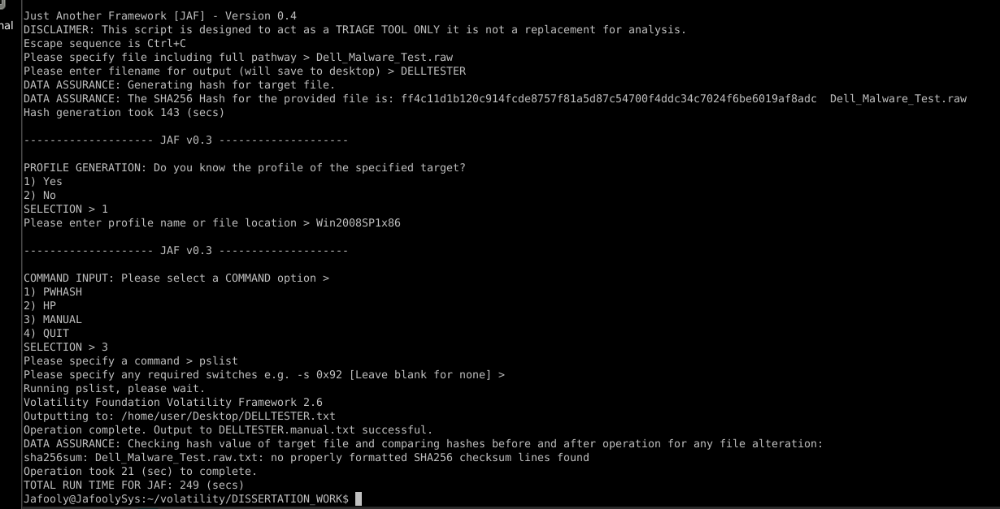 Just Another Framework [JAF] - Version 0.4
nal
DISCLAIMER: This script is designed to act as a TRIAGE TOOL ONLY it is not a replacement for analysis.
Escape sequence is Ctrl+C
Please specify file including full pathway > Dell_Malware_Test.raw
Please enter filename for output (will save to desktop) > DELLTESTER
DATA ASSURANCE: Generating hash for target file.
DATA ASSURANCE: The SHA256 Hash for the provided file is: ff4c11d1b120c914fcde8757f81a5d87c54700f4ddc34c7024f6be6019af8adc  Dell_Malware_Test.raw
Hash generation took 143 (secs)
-------------------- JAF v0.3 --------------------
PROFILE GENERATION: Do you know the profile of the specified target?
1) Yes
2) No
SELECTION > 1
Please enter profile name or file location > Win2008SP1x86
-------------------- JAF v0.3 --------------------
COMMAND INPUT: Please select a COMMAND option >
1) PWHASH
2) HP
3) MANUAL
4) QUIT
SELECTION > 3
Please specify a command > pslist
Please specify any required switches e.g. -s 0x92 [Leave blank for none] >
Running pslist, please wait.
Volatility Foundation Volatility Framework 2.6
Outputting to: /home/user/Desktop/DELLTESTER.txt
Operation complete. Output to DELLTESTER.manual.txt successful.
DATA ASSURANCE: Checking hash value of target file and comparing hashes before and after operation for any file alteration:
sha256sum: Dell_Malware_Test.raw.txt: no properly formatted SHA256 checksum lines found
Operation took 21 (sec) to complete.
TOTAL RUN TIME FOR JAF: 249 (secs)
Jafooly@JafoolySys:~/volatility/DISSERTATION_WORK$